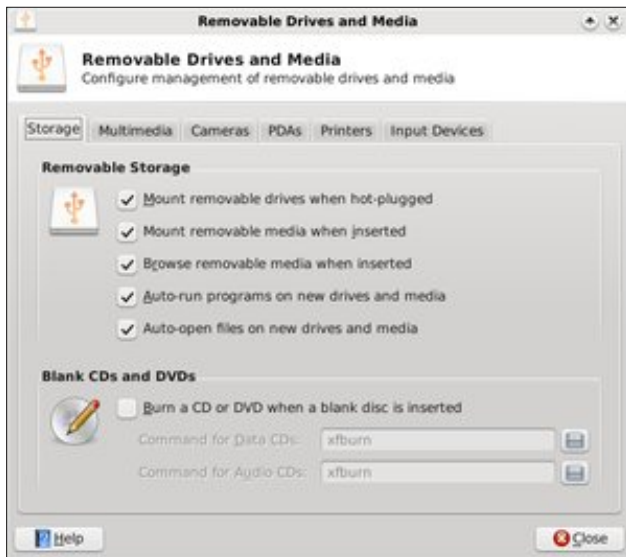 Removable Drives and Media
Removable Drives and Media
Configure management of removable drives and media
Storage Multimedia Cameras PDAs Printers Input Devices
Removable Storage
Mount removable drives when hot-plugged
Mount removable media when inserted
Browse removable media when inserted
Auto-run programs on new drives and media
Auto-open files on new drives and media
Blank CDs and DVDs
Burn a CD or DVD when a blank disc is inserted
Command for Data CDs: xfburn
Command for Audio CDs: xfburn
Help Close